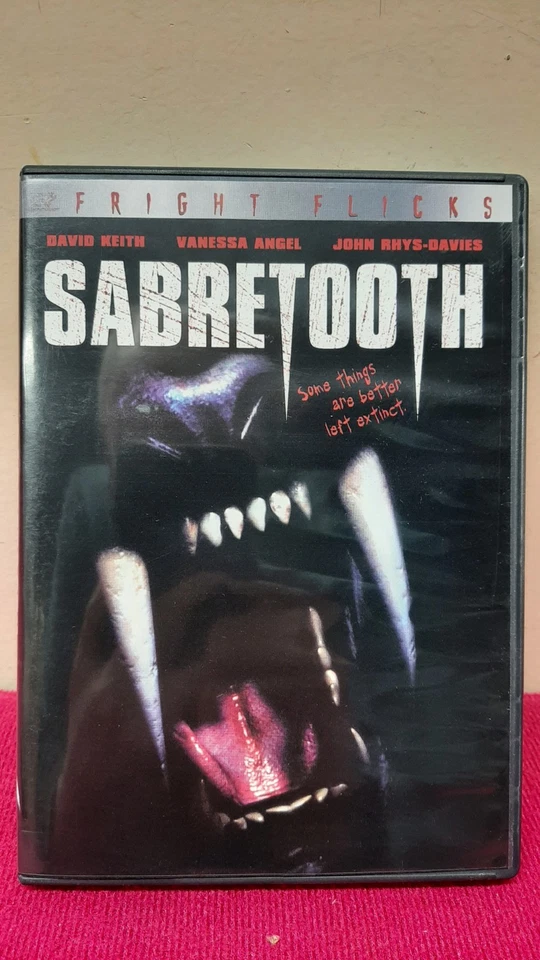 FRIGHT FLICKS
DAVID KEITH VANESSA ANGEL JOHN RHYS-DAVIES
SABRETOOTH
Some things
are better
left extinct.